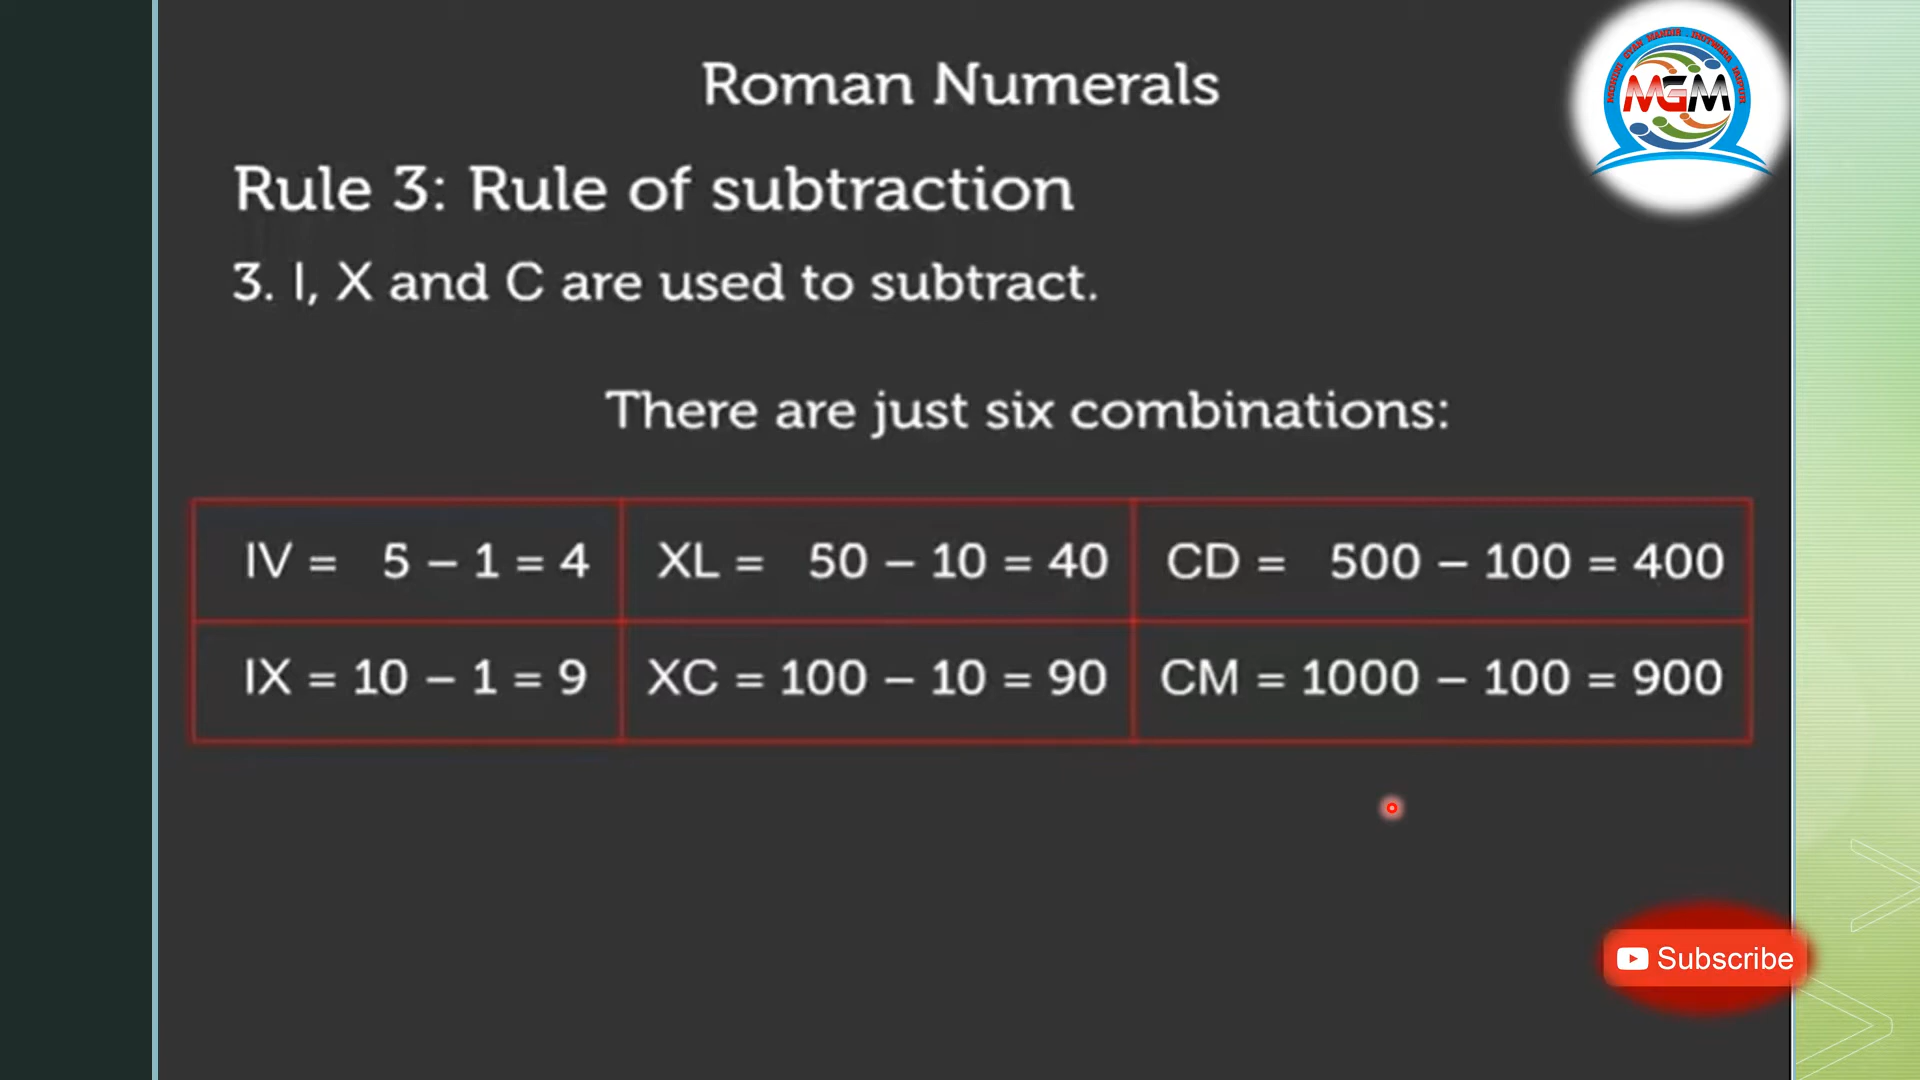 Roman Numerals
Rule 3: Rule of subtraction
3. I, X and C are used to subtract.
There are just six combinations:
IV = 5 – 1 = 4 XL = 50 – 10 = 40 CD = 500 – 100 = 400
IX = 10 – 1 = 9 XC = 100 – 10 = 90 CM = 1000 – 100 = 900
MGM
Subscribe